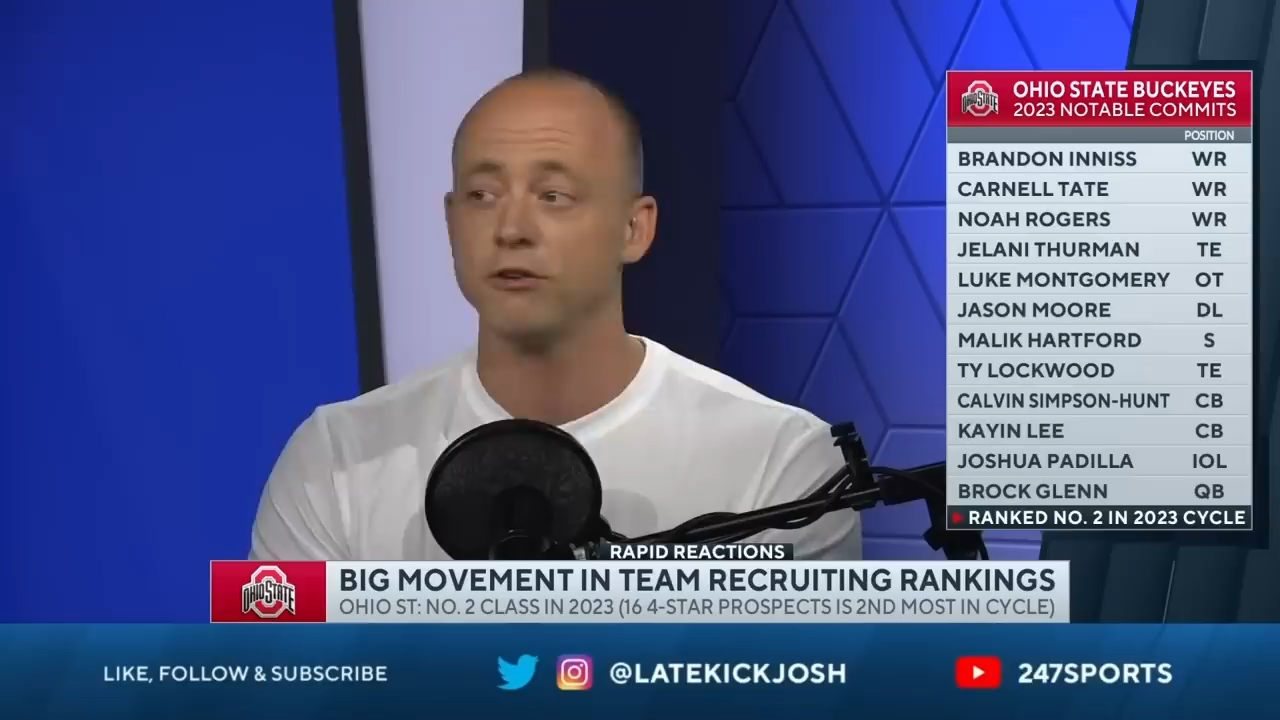 OHIO STATE
OHIO STATE BUCKEYES
2023 NOTABLE COMMITS
POSITION
BRANDON INNISS WR
CARNELL TATE WR
NOAH ROGERS WR
JELANI THURMAN TE
LUKE MONTGOMERY OT
JASON MOORE DL
MALIK HARTFORD S
TY LOCKWOOD TE
CALVIN SIMPSON-HUNT CB
KAYIN LEE CB
JOSHUA PADILLA IOL
BROCK GLENN QB
RANKED NO. 2 IN 2023 CYCLE
RAPID REACTIONS
OHIO STATE
BIG MOVEMENT IN TEAM RECRUITING RANKINGS
OHIO ST: NO. 2 CLASS IN 2023 (16 4-STAR PROSPECTS IS 2ND MOST IN CYCLE)
LIKE, FOLLOW & SUBSCRIBE
@LATEKICKJOSH
247SPORTS